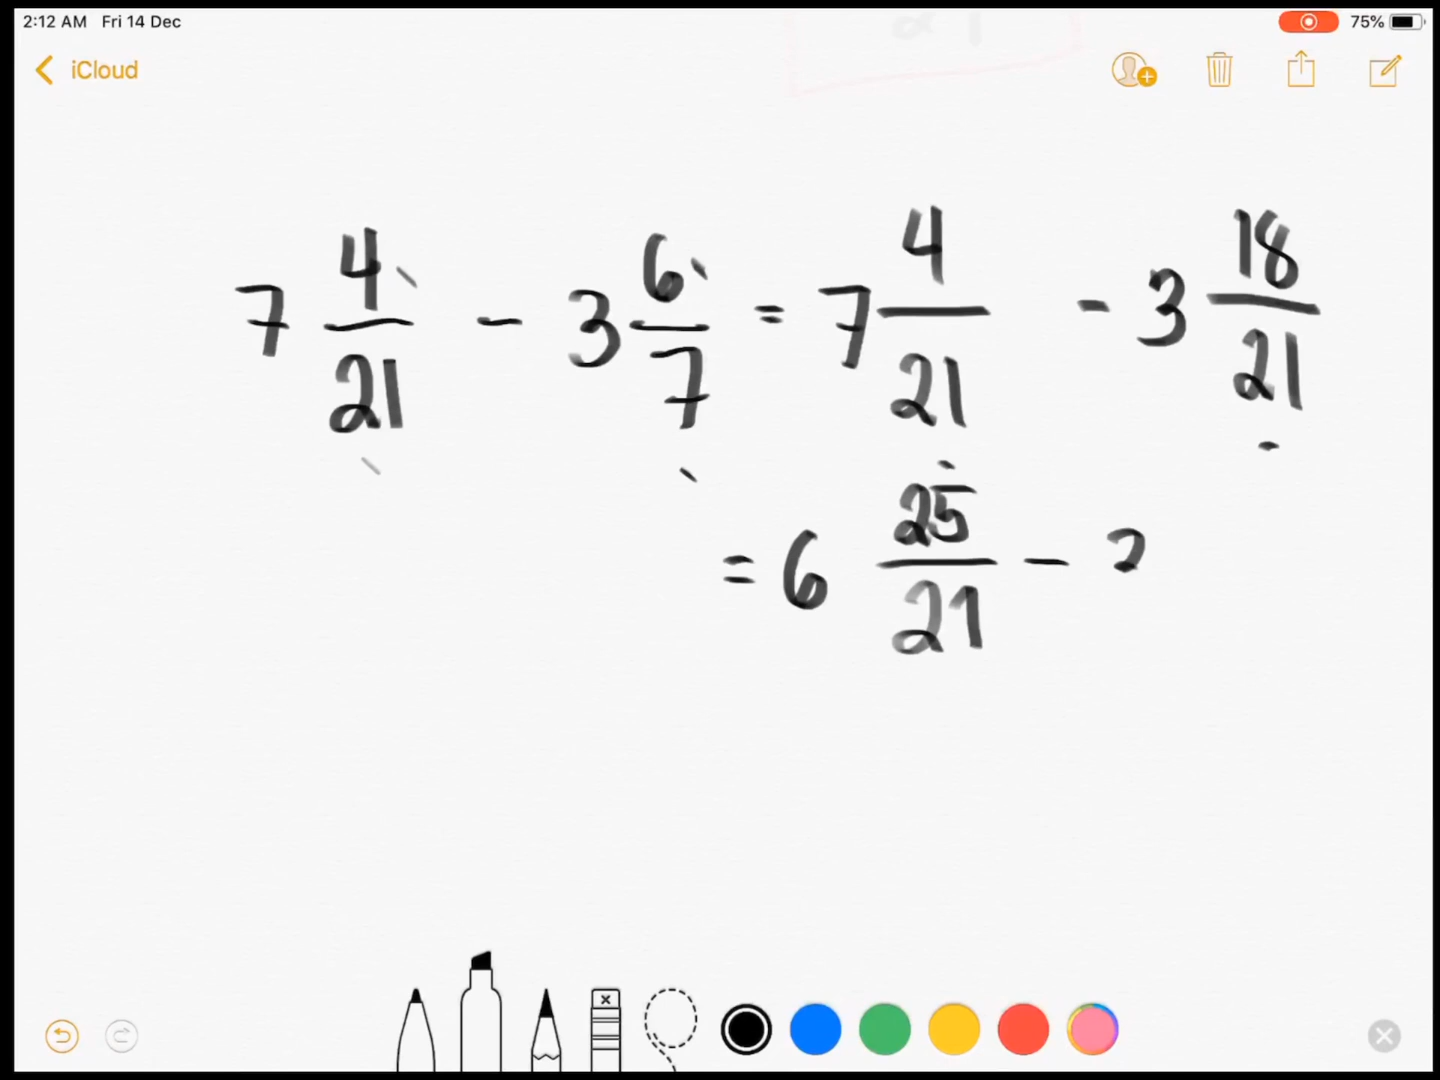 2:12 AM Fri 14 Dec 75%
iCloud
7 4/21 - 3 6/7 = 7 4/21 - 3 18/21
= 6 25/21 -